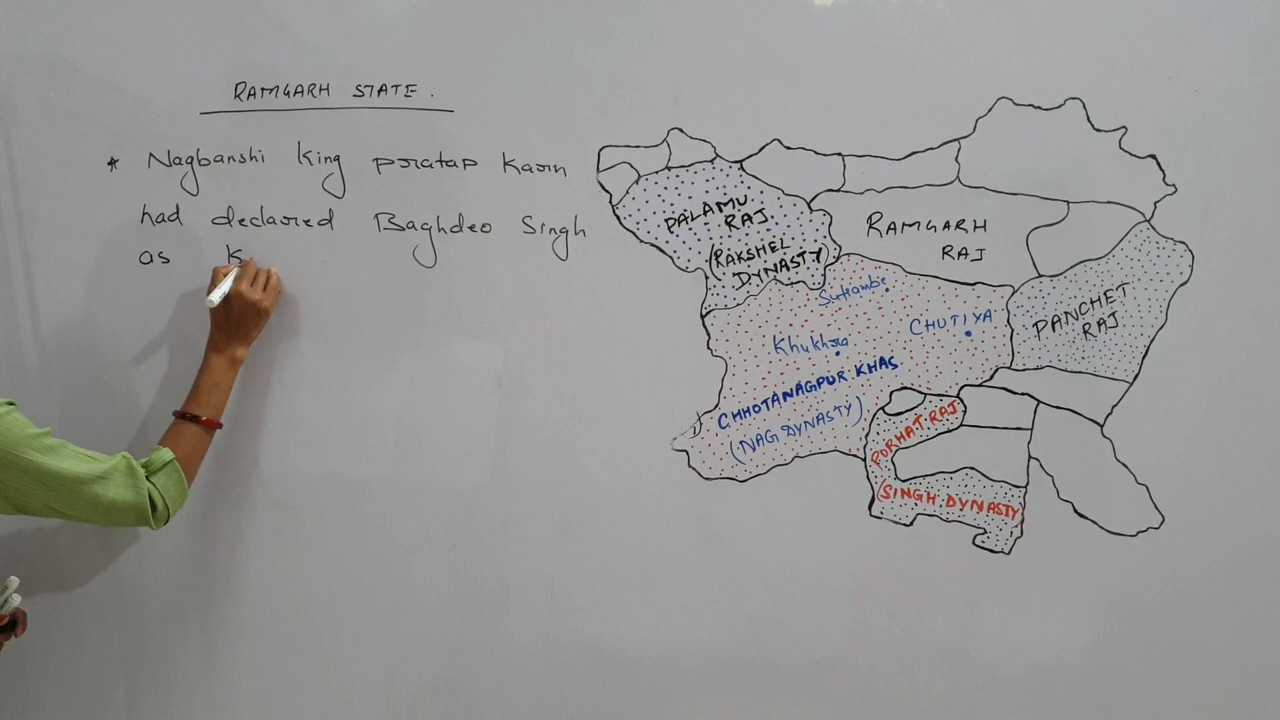 RAMGARH STATE.
* Nagbanshi King pratap Karn
had declared Baghdeo Singh
as K
PALAMU
RAJ
(RAKSHEL
DYNASTY)
RAMGARH
RAJ
PANCHET
RAJ
Sutiambe
CHUTIYA
Khukhra
CHHOTANAGPUR KHAS
(NAG DYNASTY)
PORHAT RAJ
(SINGH DYNASTY)